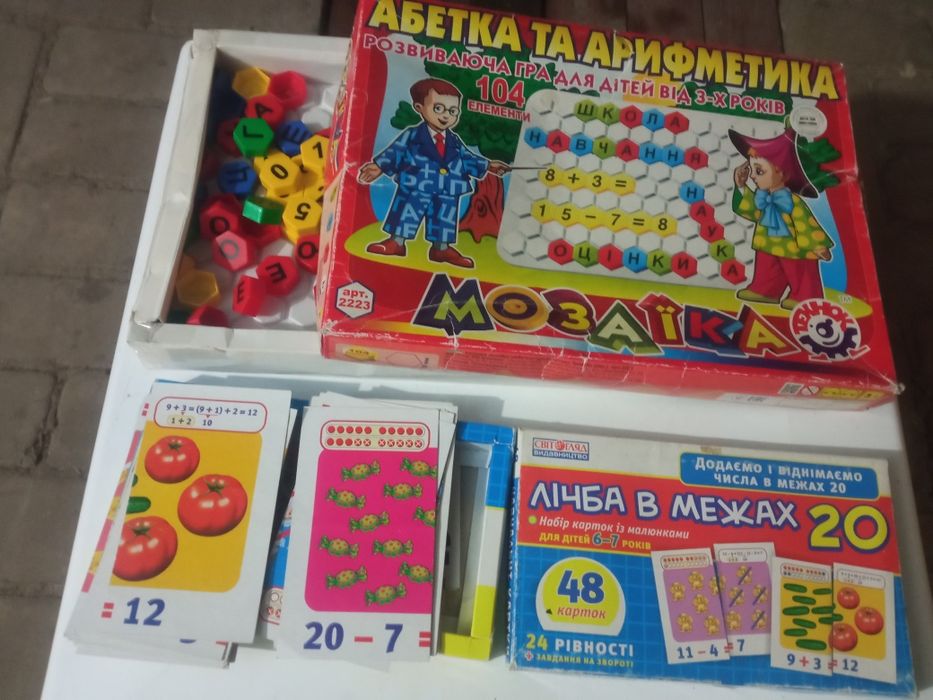 АБЕТКА ТА АРИФМЕТИКА
РОЗВИВАЮЧА ГРА ДЛЯ ДІТЕЙ ВІД 3-Х РОКІВ
104
ЕЛЕМЕНТИ
ШКОЛА
НАВЧАННЯ
8 + 3 =
НАУКА
15 - 7 = 8
ОЦІНКИ
арт.
2223
МОЗАЇКА
ТЕХНОК
TM
9 + 3 = (9 + 1) + 2 = 12
1 + 2
10
= 12
20 - 7 =
СВІТОГЛЯД
ВИДАВНИЦТВО
ДОДАЄМО І ВІДНІМАЄМО
ЧИСЛА В МЕЖАХ 20
ЛІЧБА В МЕЖАХ 20
Набір карток із малюнками
для дітей 6–7 років
48
карток
24 РІВНОСТІ
+ ЗАВДАННЯ НА ЗВОРОТІ
11 - 4 = 7
9 + 3 = 12